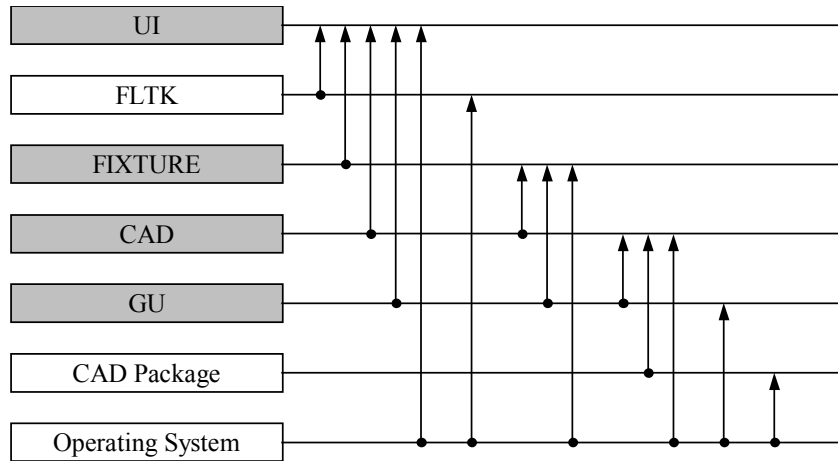 UI
FLTK
FIXTURE
CAD
GU
CAD Package
Operating System